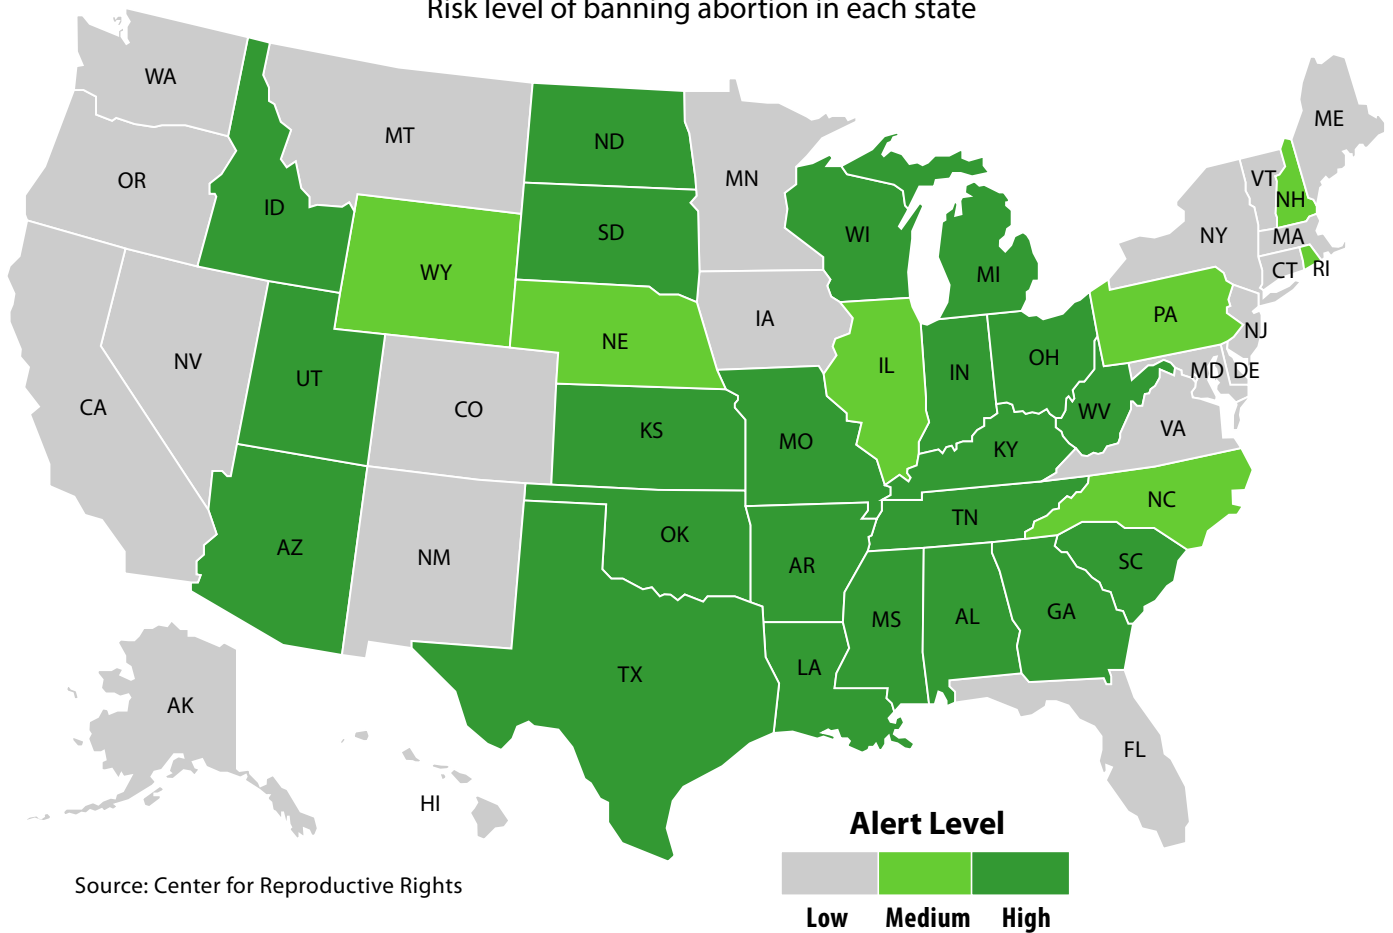 Risk level of banning abortion in each state
WA
MT
ND
MN
ME
OR
ID
SD
WI
MI
VT
NH
NY
MA
CT
RI
WY
NE
IA
PA
NJ
NV
UT
CO
IL
IN
OH
MD
DE
CA
KS
MO
WV
KY
VA
AZ
NM
OK
AR
TN
NC
SC
MS
AL
GA
TX
LA
AK
FL
HI
Alert Level
Low Medium High
Source: Center for Reproductive Rights